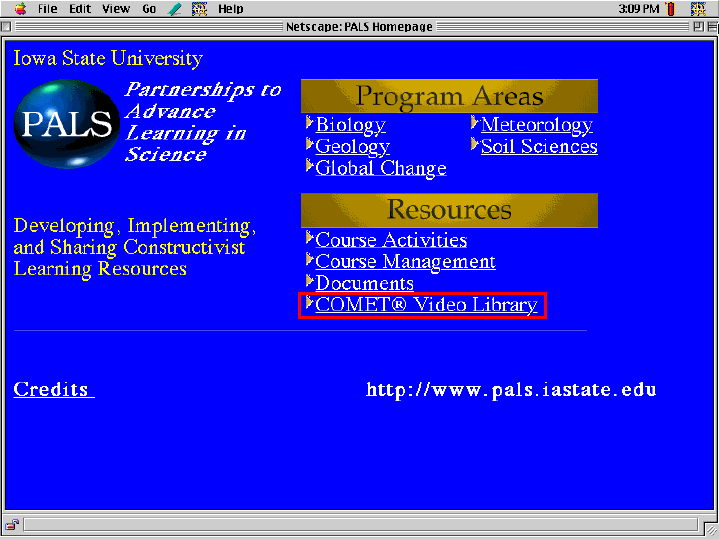 File Edit View Go Help 3:09 PM
Netscape: PALS Homepage
Iowa State University
PALS
Partnerships to
Advance
Learning in
Science
Program Areas
Biology
Meteorology
Geology
Soil Sciences
Global Change
Developing, Implementing,
and Sharing Constructivist
Learning Resources
Resources
Course Activities
Course Management
Documents
COMET® Video Library
Credits
http://www.pals.iastate.edu